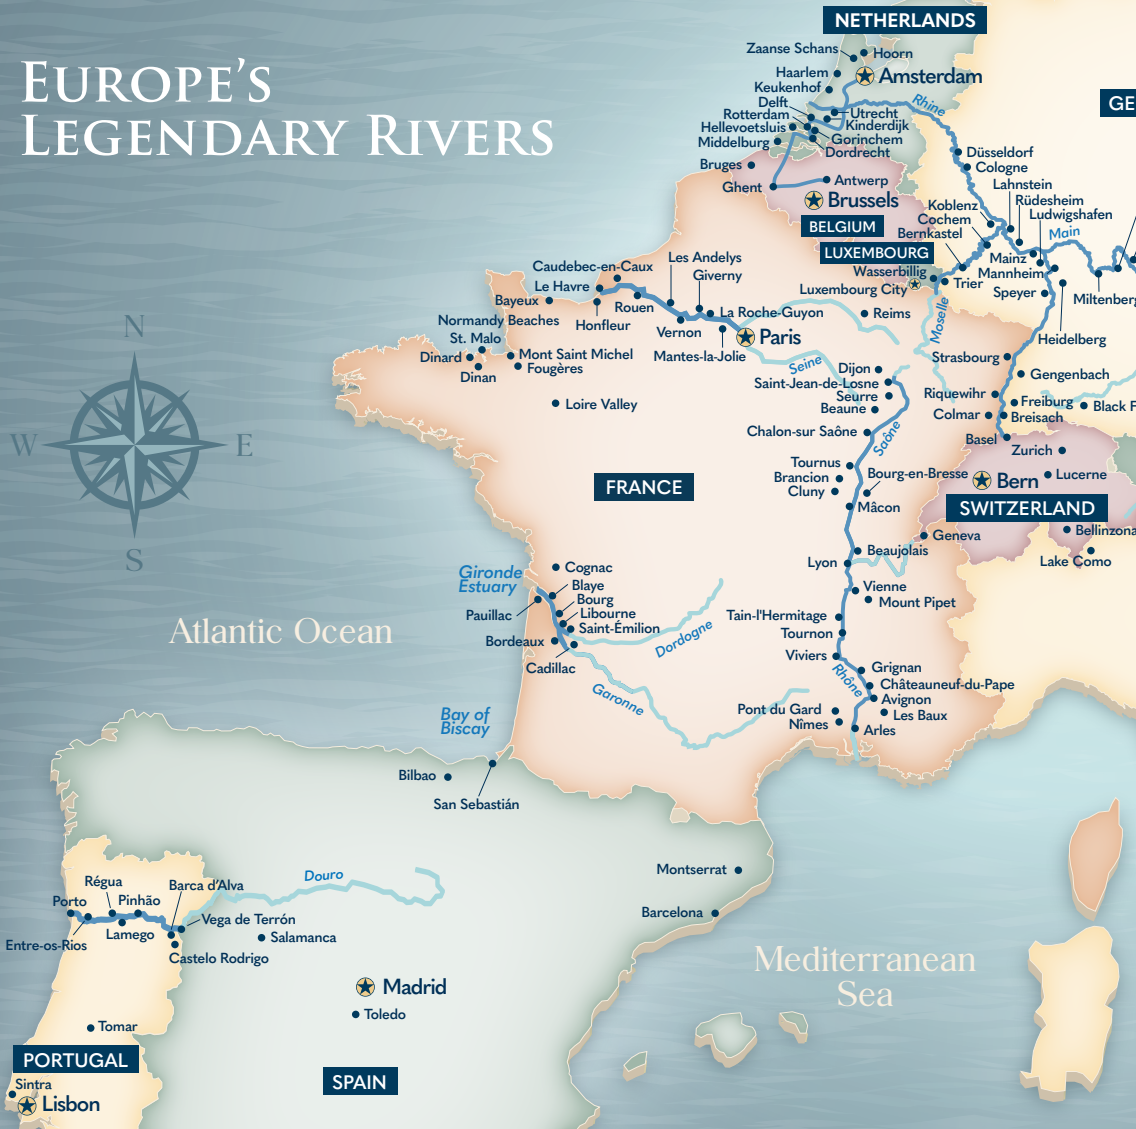 EUROPE'S
LEGENDARY RIVERS
NETHERLANDS
Zaanse Schans
Hoorn
Haarlem
Amsterdam
Keukenhof
Delft
Rhine
Rotterdam
Utrecht
Hellevoetsluis
Kinderdijk
Middelburg
Gorinchem
Dordrecht
Bruges
Ghent
Antwerp
Brussels
BELGIUM
LUXEMBOURG
Düsseldorf
Cologne
Lahnstein
Rüdesheim
Koblenz
Ludwigshafen
Cochem
Bernkastel
Main
Mainz
Wasserbillig
Mannheim
Trier
Luxembourg City
Speyer
Miltenberg
Moselle
Heidelberg
GE
Les Andelys
Caudebec-en-Caux
Giverny
Le Havre
Bayeux
Rouen
La Roche-Guyon
Reims
Normandy Beaches
Honfleur
Vernon
Paris
St. Malo
Mantes-la-Jolie
Dinard
Mont Saint Michel
Fougères
Dinan
Seine
Dijon
Strasbourg
Saint-Jean-de-Losne
Gengenbach
Seurre
Riquewihr
Loire Valley
Beaune
Freiburg
Black F
Colmar
Breisach
Chalon-sur Saône
Saône
Basel
Zurich
N
W
E
S
Tournus
Brancion
Bourg-en-Bresse
Cluny
Bern
Lucerne
FRANCE
Mâcon
SWITZERLAND
Geneva
Bellinzona
Beaujolais
Lyon
Lake Como
Gironde
Estuary
Cognac
Blaye
Bourg
Pauillac
Libourne
Saint-Émilion
Bordeaux
Cadillac
Dordogne
Garonne
Vienne
Mount Pipet
Tain-l'Hermitage
Tournon
Viviers
Rhône
Grignan
Châteauneuf-du-Pape
Avignon
Pont du Gard
Les Baux
Nîmes
Arles
Atlantic Ocean
Bay of
Biscay
Bilbao
San Sebastián
Montserrat
Barcelona
Douro
Régua
Barca d'Alva
Porto
Pinhão
Vega de Terrón
Entre-os-Rios
Lamego
Salamanca
Castelo Rodrigo
Madrid
Toledo
Mediterranean
Sea
Tomar
PORTUGAL
SPAIN
Sintra
Lisbon